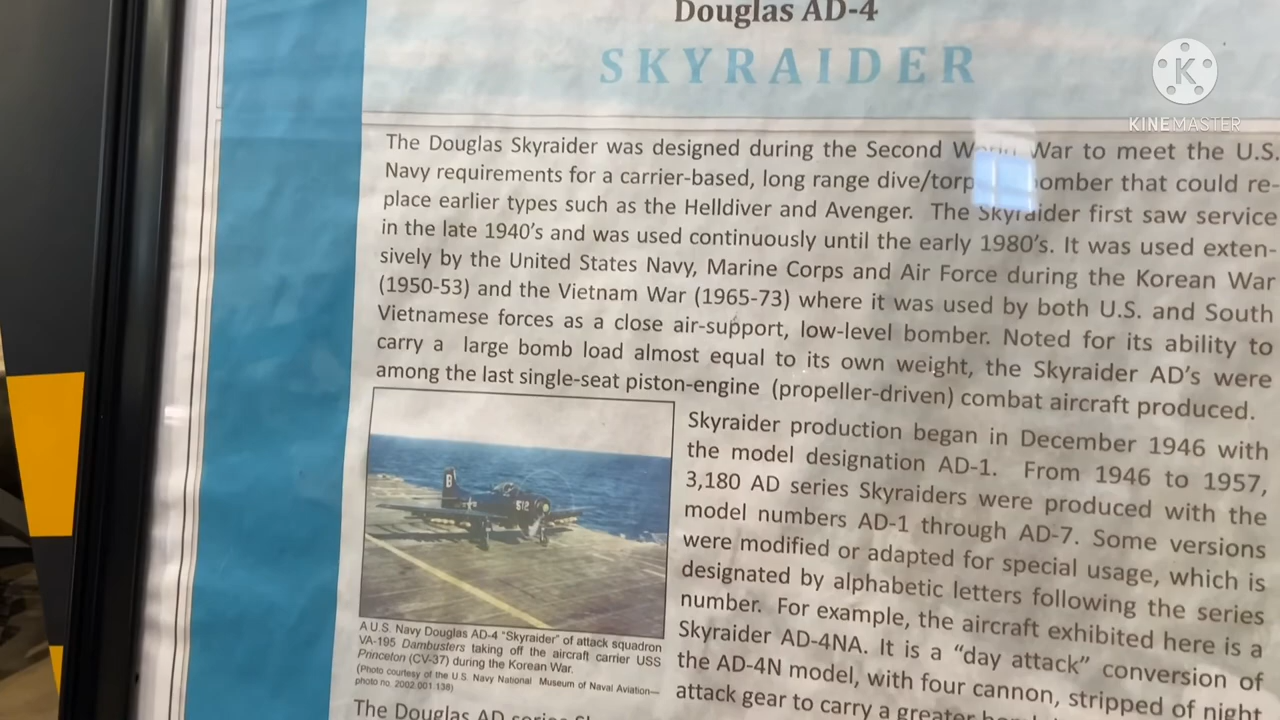 Douglas AD-4
SKYRAIDER
KINEMASTER
The Douglas Skyraider was designed during the Second World War to meet the U.S.
Navy requirements for a carrier-based, long range dive/torp omber that could re-
place earlier types such as the Helldiver and Avenger. The Skyraider first saw service
in the late 1940's and was used continuously until the early 1980's. It was used exten-
sively by the United States Navy, Marine Corps and Air Force during the Korean War
(1950-53) and the Vietnam War (1965-73) where it was used by both U.S. and South
Vietnamese forces as a close air-support, low-level bomber. Noted for its ability to
carry a large bomb load almost equal to its own weight, the Skyraider AD's were
among the last single-seat piston-engine (propeller-driven) combat aircraft produced.
B
512
A U.S. Navy Douglas AD-4 "Skyraider" of attack squadron
VA-195 Dambusters taking off the aircraft carrier USS
Princeton (CV-37) during the Korean War.
(Photo courtesy of the U.S. Navy National Museum of Naval Aviation—
photo no. 2002.001.138)
Skyraider production began in December 1946 with
the model designation AD-1. From 1946 to 1957,
3,180 AD series Skyraiders were produced with the
model numbers AD-1 through AD-7. Some versions
were modified or adapted for special usage, which is
designated by alphabetic letters following the series
number. For example, the aircraft exhibited here is a
Skyraider AD-4NA. It is a "day attack" conversion of
the AD-4N model, with four cannon, stripped of night
attack gear to carry a greater
The Douglas AD series